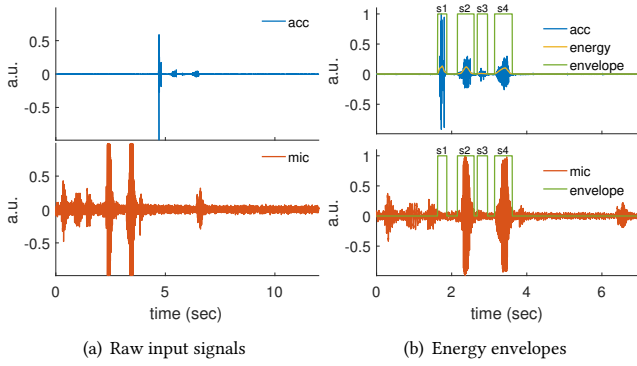 acc
0.5
0
-0.5
a.u.
mic
0.5
0
-0.5
a.u.
0 5 10
time (sec)
(a) Raw input signals
s1 s2 s3 s4
1
0.5
0
-0.5
a.u.
acc
energy
envelope
s1 s2 s3 s4
1
0.5
0
-0.5
-1
a.u.
mic
envelope
0 2 4 6
time (sec)
(b) Energy envelopes